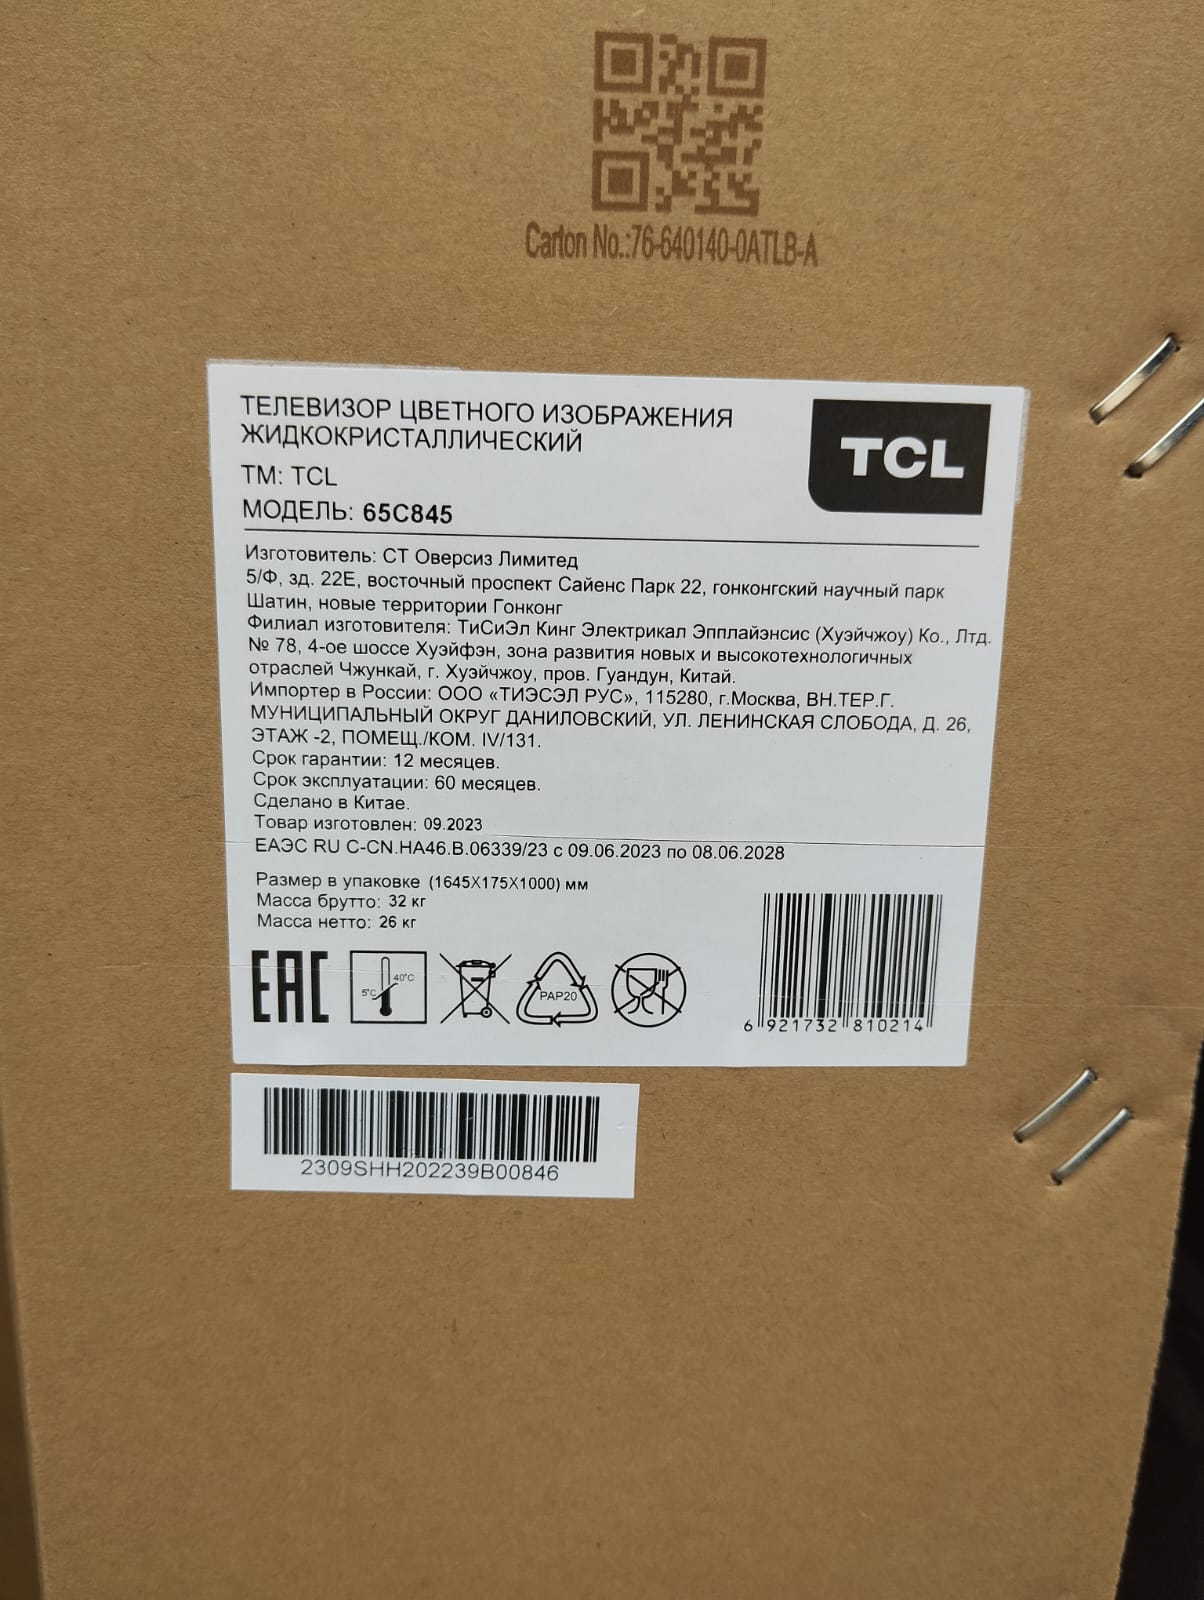 Carton No.:76-640140-0ATLB-A
ТЕЛЕВИЗОР ЦВЕТНОГО ИЗОБРАЖЕНИЯ
ЖИДКОКРИСТАЛЛИЧЕСКИЙ
ТМ: TCL
МОДЕЛЬ: 65C845
TCL
Изготовитель: СТ Оверсиз Лимитед
5/Ф, зд. 22Е, восточный проспект Сайенс Парк 22, гонконгский научный парк
Шатин, новые территории Гонконг
Филиал изготовителя: ТиСиЭл Кинг Электрикал Эпплайэнсис (Хуэйчжоу) Ко., Лтд.
№ 78, 4-ое шоссе Хуэйфэн, зона развития новых и высокотехнологичных
отраслей Чжункай, г. Хуэйчжоу, пров. Гуандун, Китай.
Импортер в России: ООО «ТИЭСЭЛ РУС», 115280, г.Москва, ВН.ТЕР.Г.
МУНИЦИПАЛЬНЫЙ ОКРУГ ДАНИЛОВСКИЙ, УЛ. ЛЕНИНСКАЯ СЛОБОДА, Д. 26,
ЭТАЖ -2, ПОМЕЩ./КОМ. IV/131.
Срок гарантии: 12 месяцев.
Срок эксплуатации: 60 месяцев.
Сделано в Китае.
Товар изготовлен: 09.2023
ЕАЭС RU C-CN.HA46.B.06339/23 с 09.06.2023 по 08.06.2028
Размер в упаковке (1645X175X1000) мм
Масса брутто: 32 кг
Масса нетто: 26 кг
EAC
5°C
40°C
PAP20
6 921732 810214
2309SHH202239B00846